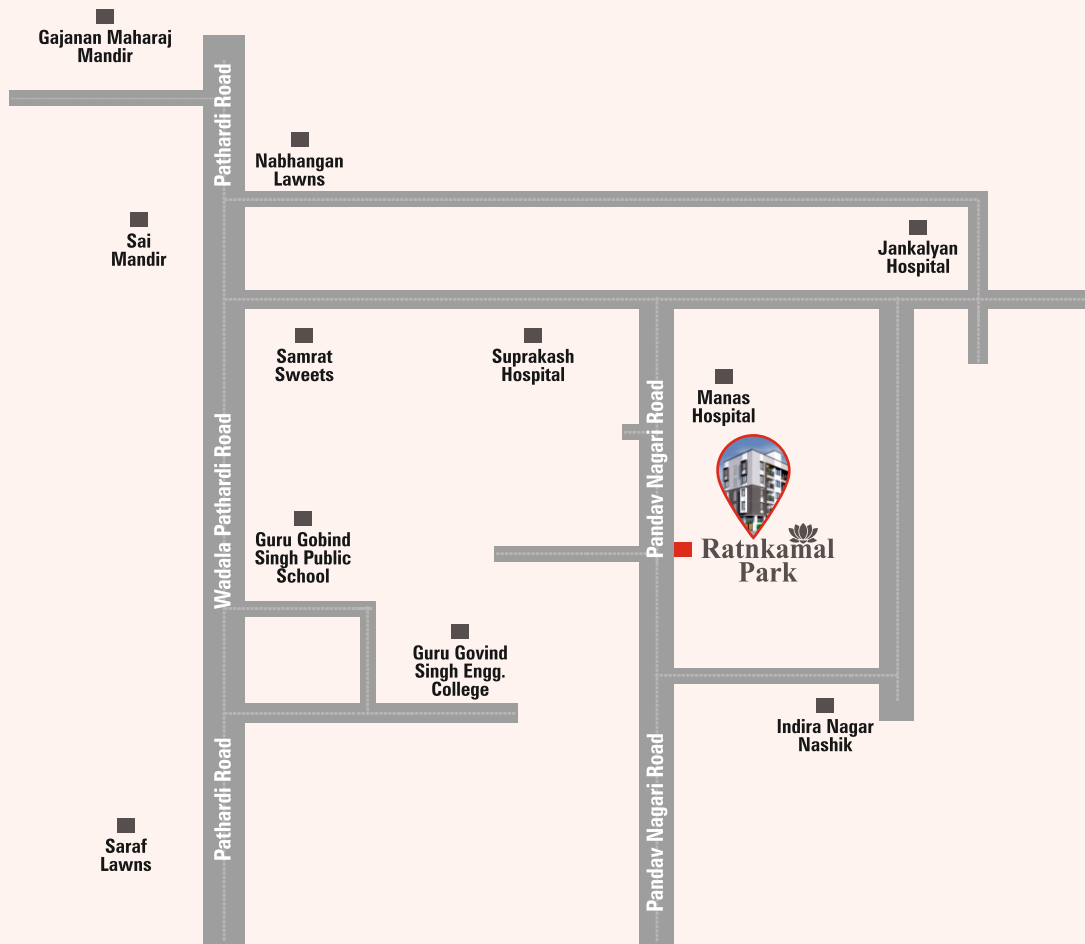 Gajanan Maharaj
Mandir
Pathardi Road
Nabhangan
Lawns
Sai
Mandir
Jankalyan
Hospital
Samrat
Sweets
Suprakash
Hospital
Manas
Hospital
Wadala Pathardi Road
Pandav Nagari Road
Guru Gobind
Singh Public
School
Ratnkamal
Park
Guru Govind
Singh Engg.
College
Indira Nagar
Nashik
Pathardi Road
Pandav Nagari Road
Saraf
Lawns